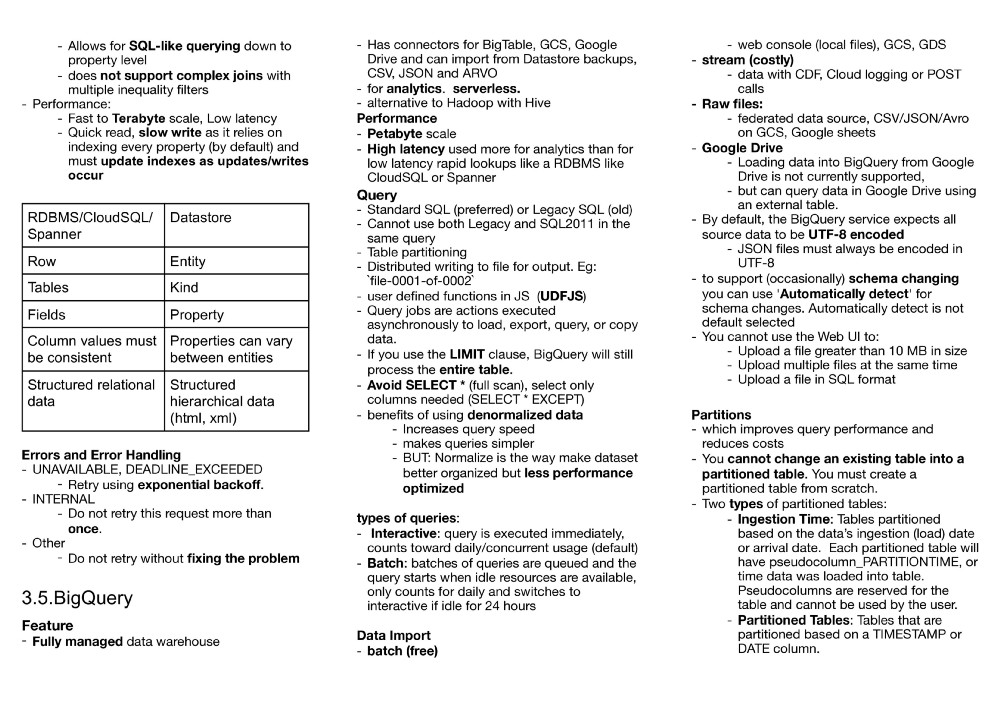 - Allows for SQL-like querying down to
property level
- does not support complex joins with
multiple inequality filters
- Performance:
- Fast to Terabyte scale, Low latency
- Quick read, slow write as it relies on
indexing every property (by default) and
must update indexes as updates/writes
occur
RDBMS/CloudSQL/
Spanner
Datastore
Row
Entity
Tables
Kind
Fields
Property
Column values must
be consistent
Properties can vary
between entities
Structured relational
data
Structured
hierarchical data
(html, xml)
Errors and Error Handling
- UNAVAILABLE, DEADLINE_EXCEEDED
- Retry using exponential backoff.
- INTERNAL
- Do not retry this request more than
once.
- Other
- Do not retry without fixing the problem
3.5.BigQuery
Feature
- Fully managed data warehouse
- Has connectors for BigTable, GCS, Google
Drive and can import from Datastore backups,
CSV, JSON and ARVO
- for analytics. serverless.
- alternative to Hadoop with Hive
Performance
- Petabyte scale
- High latency used more for analytics than for
low latency rapid lookups like a RDBMS like
CloudSQL or Spanner
Query
- Standard SQL (preferred) or Legacy SQL (old)
- Cannot use both Legacy and SQL2011 in the
same query
- Table partitioning
- Distributed writing to file for output. Eg:
`file-0001-of-0002`
- user defined functions in JS (UDFJS)
- Query jobs are actions executed
asynchronously to load, export, query, or copy
data.
- If you use the LIMIT clause, BigQuery will still
process the entire table.
- Avoid SELECT * (full scan), select only
columns needed (SELECT * EXCEPT)
- benefits of using denormalized data
- Increases query speed
- makes queries simpler
- BUT: Normalize is the way make dataset
better organized but less performance
optimized
types of queries:
- Interactive: query is executed immediately,
counts toward daily/concurrent usage (default)
- Batch: batches of queries are queued and the
query starts when idle resources are available,
only counts for daily and switches to
interactive if idle for 24 hours
Data Import
- batch (free)
- web console (local files), GCS, GDS
- stream (costly)
- data with CDF, Cloud logging or POST
calls
- Raw files:
- federated data source, CSV/JSON/Avro
on GCS, Google sheets
- Google Drive
- Loading data into BigQuery from Google
Drive is not currently supported,
- but can query data in Google Drive using
an external table.
- By default, the BigQuery service expects all
source data to be UTF-8 encoded
- JSON files must always be encoded in
UTF-8
- to support (occasionally) schema changing
you can use 'Automatically detect' for
schema changes. Automatically detect is not
default selected
- You cannot use the Web UI to:
- Upload a file greater than 10 MB in size
- Upload multiple files at the same time
- Upload a file in SQL format
Partitions
- which improves query performance and
reduces costs
- You cannot change an existing table into a
partitioned table. You must create a
partitioned table from scratch.
- Two types of partitioned tables:
- Ingestion Time: Tables partitioned
based on the data's ingestion (load) date
or arrival date. Each partitioned table will
have pseudocolumn_PARTITIONTIME, or
time data was loaded into table.
Pseudocolumns are reserved for the
table and cannot be used by the user.
- Partitioned Tables: Tables that are
partitioned based on a TIMESTAMP or
DATE column.